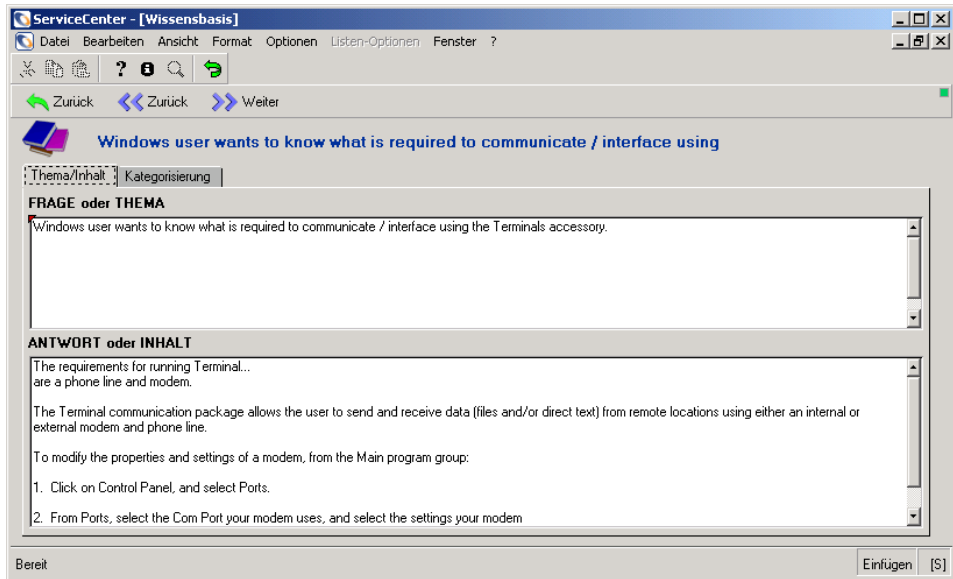 ServiceCenter - [Wissensbasis]
Datei Bearbeiten Ansicht Format Optionen Listen-Optionen Fenster ?
Zurück Zurück Weiter
Windows user wants to know what is required to communicate / interface using
Thema/Inhalt Kategorisierung
FRAGE oder THEMA
Windows user wants to know what is required to communicate / interface using the Terminals accessory.
ANTWORT oder INHALT
The requirements for running Terminal...
are a phone line and modem.
The Terminal communication package allows the user to send and receive data (files and/or direct text) from remote locations using either an internal or
external modem and phone line.
To modify the properties and settings of a modem, from the Main program group:
1. Click on Control Panel, and select Ports.
2. From Ports, select the Com Port your modem uses, and select the settings your modem
Bereit Einfügen [S]